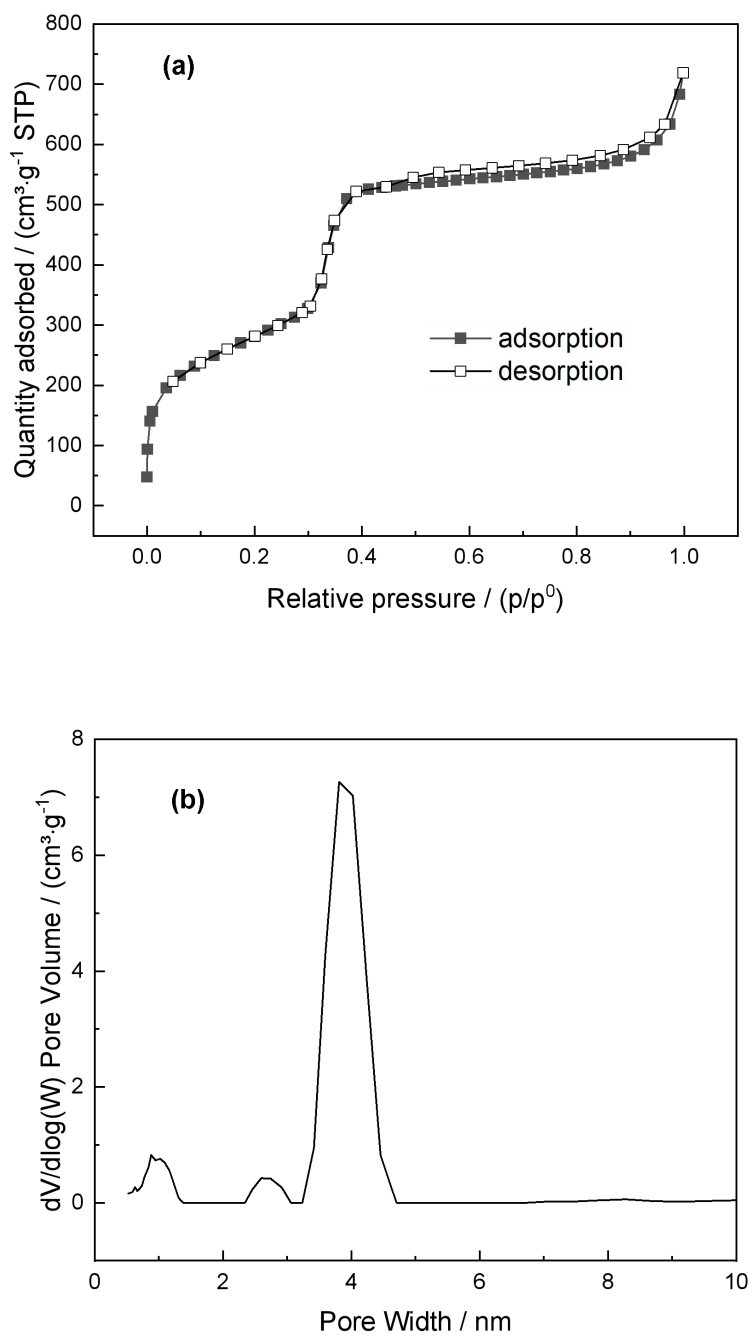 (a)
Quantity adsorbed / (cm³·g⁻¹ STP)
800
700
600
500
400
300
200
100
0
adsorption
desorption
0.0 0.2 0.4 0.6 0.8 1.0
Relative pressure / (p/p⁰)
(b)
dV/dlog(W) Pore Volume / (cm³·g⁻¹)
8
6
4
2
0
0 2 4 6 8 10
Pore Width / nm